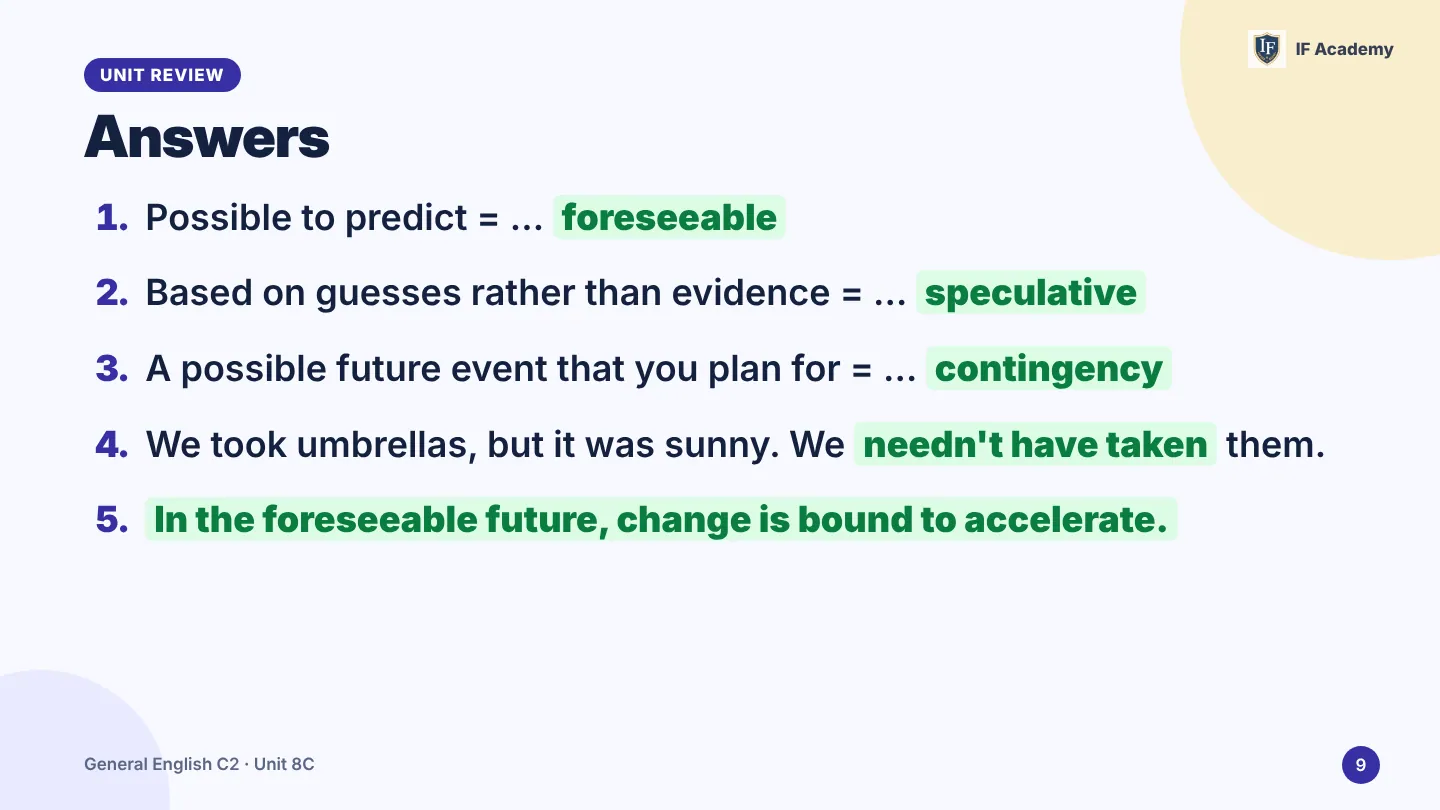 IF Academy
UNIT REVIEW
Answers
1. Possible to predict = ... foreseeable
2. Based on guesses rather than evidence = ... speculative
3. A possible future event that you plan for = ... contingency
4. We took umbrellas, but it was sunny. We needn't have taken them.
5. In the foreseeable future, change is bound to accelerate.
General English C2 · Unit 8C
9